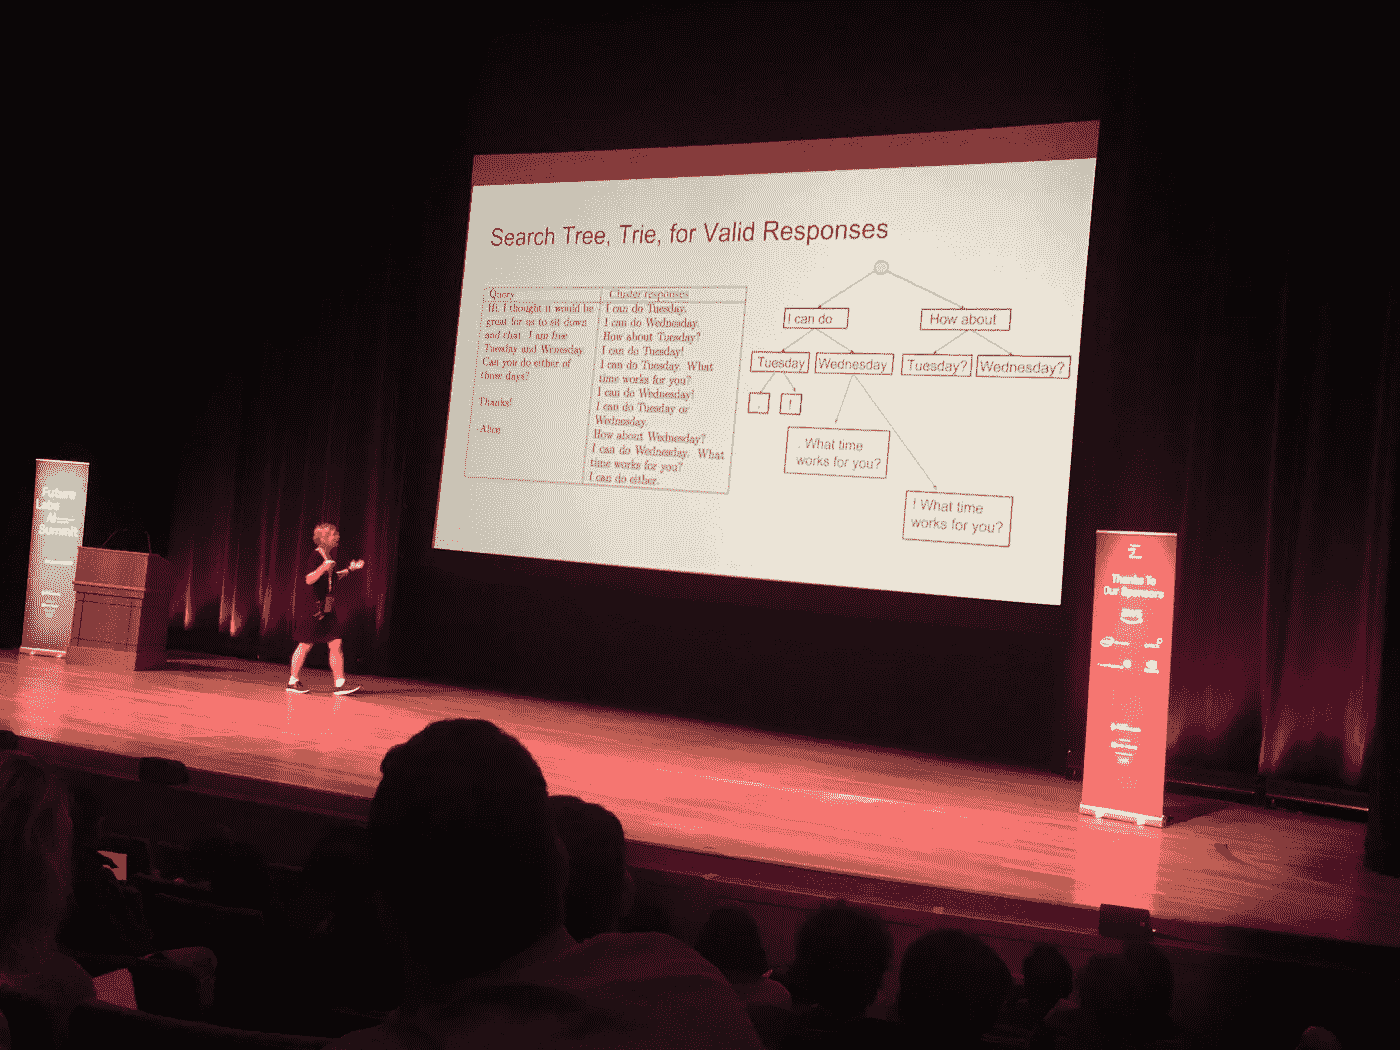 Search Tree, Trie, for Valid Responses
Query
Hi, I thought it would be
great for us to sit down
and chat. I am free
Tuesday and Wenesday.
Can you do either of
those days?
Thanks!
-Alice
Cluster responses
I can do Tuesday.
I can do Wednesday.
How about Tuesday?
I can do Tuesday!
I can do Tuesday. What
time works for you?
I can do Wednesday!
I can do Tuesday or
Wednesday.
How about Wednesday?
I can do Wednesday. What
time works for you?
I can do either.
I can do
How about
Tuesday
Wednesday
Tuesday?
Wednesday?
.
!
. What time
works for you?
! What time
works for you?
Future
Labs
AI
Summit
Thanks To
Our Sponsors